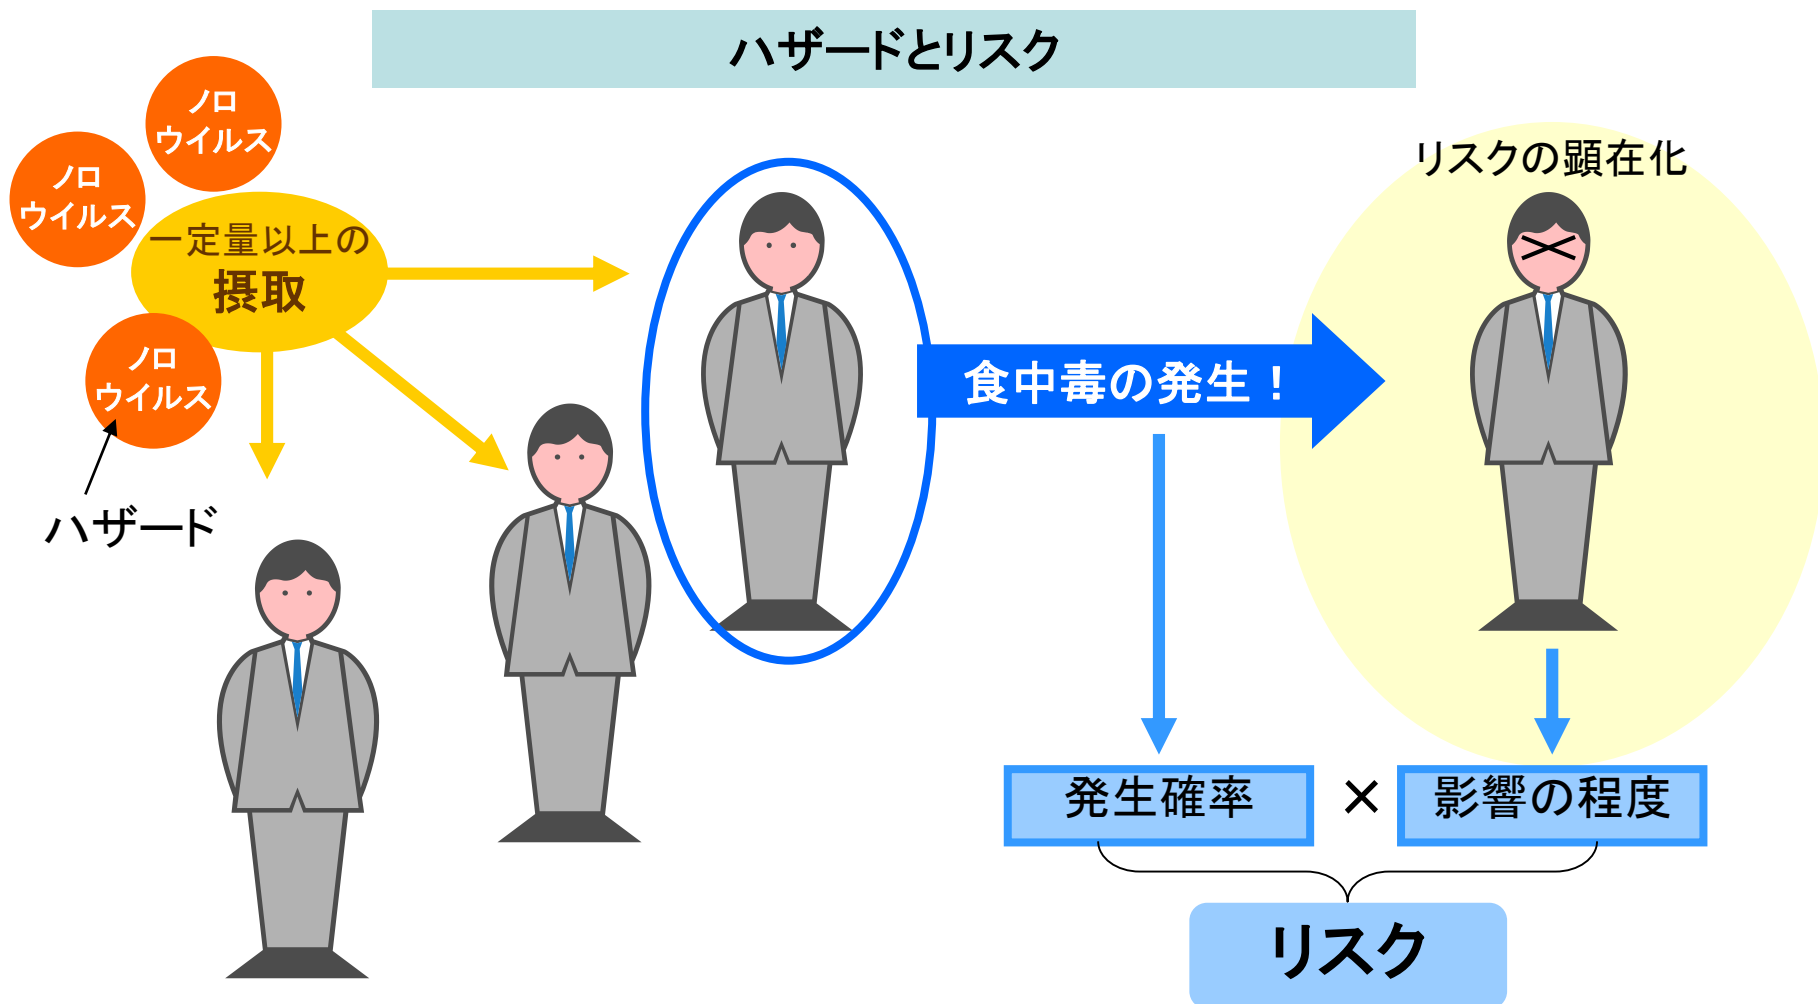 ハザードとリスク
ノロ
ウイルス
ノロ
ウイルス
一定量以上の
摂取
ノロ
ウイルス
ハザード
リスクの顕在化
食中毒の発生！
発生確率
×
影響の程度
リスク